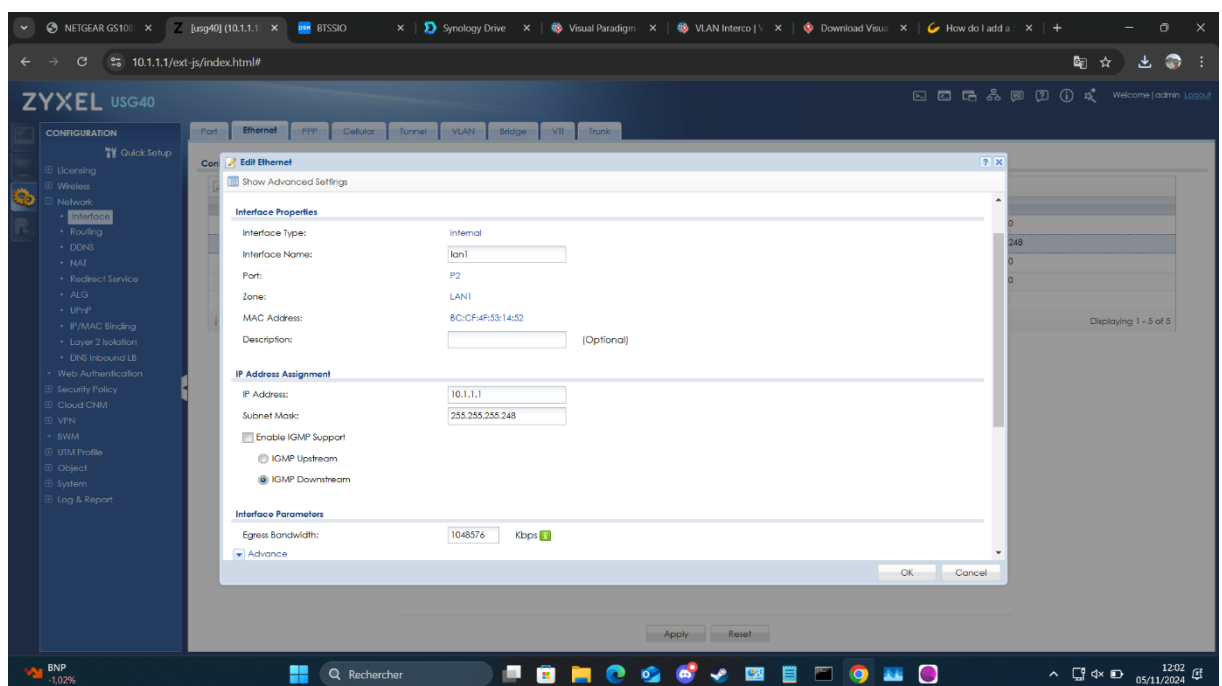 NETGEAR GS108
[usg40] (10.1.1.1)
BTSSIO
Synology Drive
Visual Paradigm
VLAN Interco | V
Download Visua
How do I add a
10.1.1.1/ext-js/index.html#
ZYXEL USG40
Welcome | admin Logout
CONFIGURATION
Quick Setup
Licensing
Wireless
Network
Interface
Routing
DDNS
NAT
Redirect Service
ALG
UPnP
IP/MAC Binding
Layer 2 Isolation
DNS Inbound LB
Web Authentication
Security Policy
Cloud CNM
VPN
BWM
UTM Profile
Object
System
Log & Report
Port Ethernet PPP Cellular Tunnel VLAN Bridge VTI Trunk
Con
Edit Ethernet
Show Advanced Settings
Interface Properties
Interface Type: internal
Interface Name: lan1
Port: P2
Zone: LAN1
MAC Address: BC:CF:4F:53:14:52
Description: (Optional)
IP Address Assignment
IP Address: 10.1.1.1
Subnet Mask: 255.255.255.248
Enable IGMP Support
IGMP Upstream
IGMP Downstream
Interface Parameters
Egress Bandwidth: 1048576 Kbps
Advance
OK Cancel
0
248
0
0
Displaying 1 - 5 of 5
Apply Reset
BNP
-1,02%
Rechercher
12:02
05/11/2024